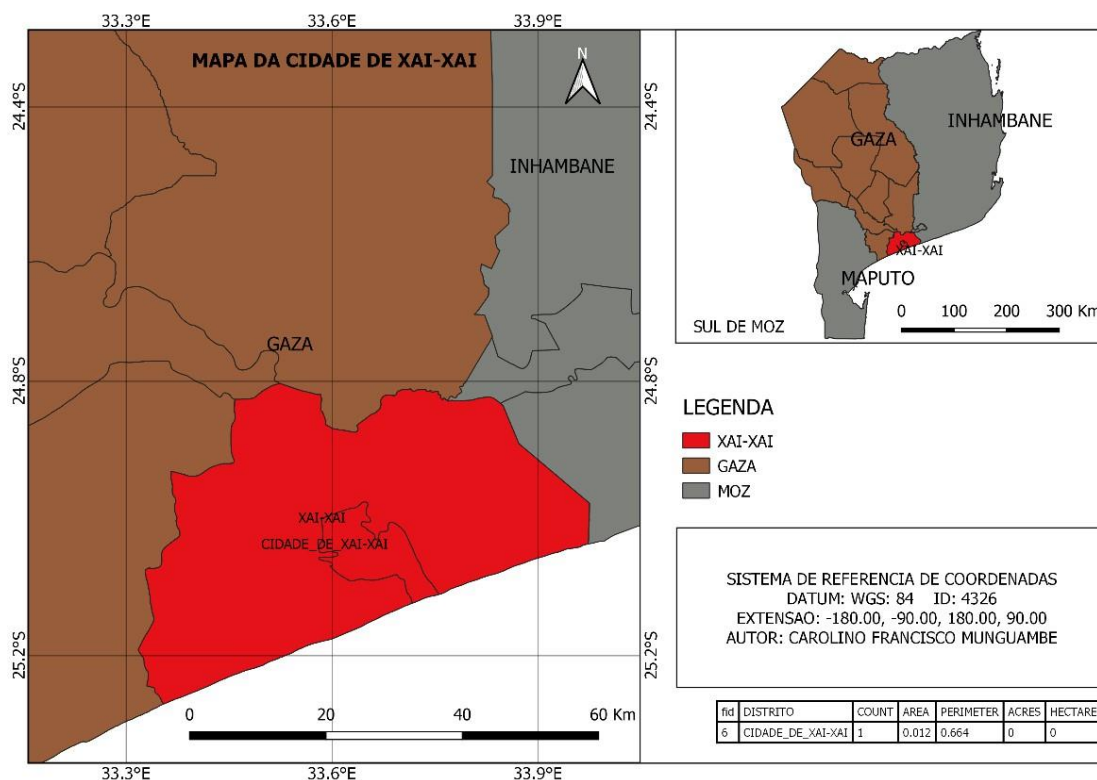 33.3°E 33.6°E 33.9°E
MAPA DA CIDADE DE XAI-XAI
N
24.4°S 24.4°S
INHAMBANE
GAZA
24.8°S 24.8°S
XAI-XAI
CIDADE_DE_XAI-XAI
25.2°S 25.2°S
0 20 40 60 Km
33.3°E 33.6°E 33.9°E
INHAMBANE
GAZA
XAI-XAI
MAPUTO
0 100 200 300 Km
SUL DE MOZ
LEGENDA
XAI-XAI
GAZA
MOZ
SISTEMA DE REFERENCIA DE COORDENADAS
DATUM: WGS: 84 ID: 4326
EXTENSAO: -180.00, -90.00, 180.00, 90.00
AUTOR: CAROLINO FRANCISCO MUNGUAMBE
fid DISTRITO COUNT AREA PERIMETER ACRES HECTARE
6 CIDADE_DE_XAI-XAI 1 0.012 0.664 0 0